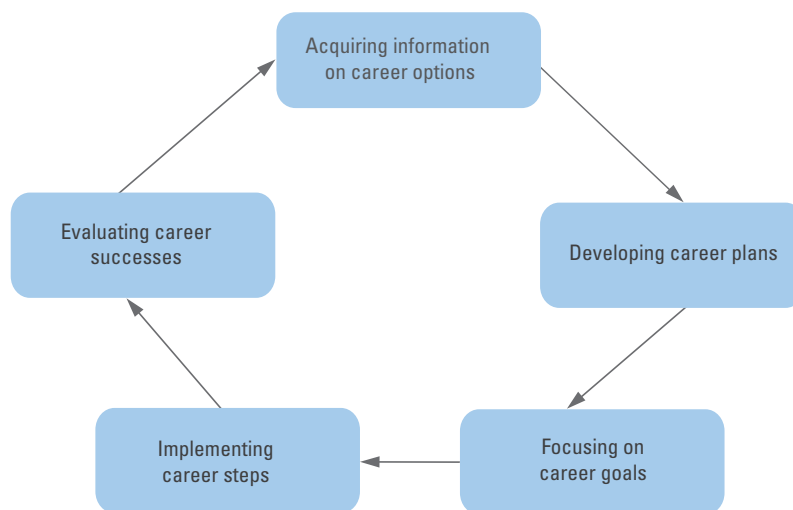 Acquiring information
on career options
Evaluating career
successes
Developing career plans
Implementing
career steps
Focusing on
career goals